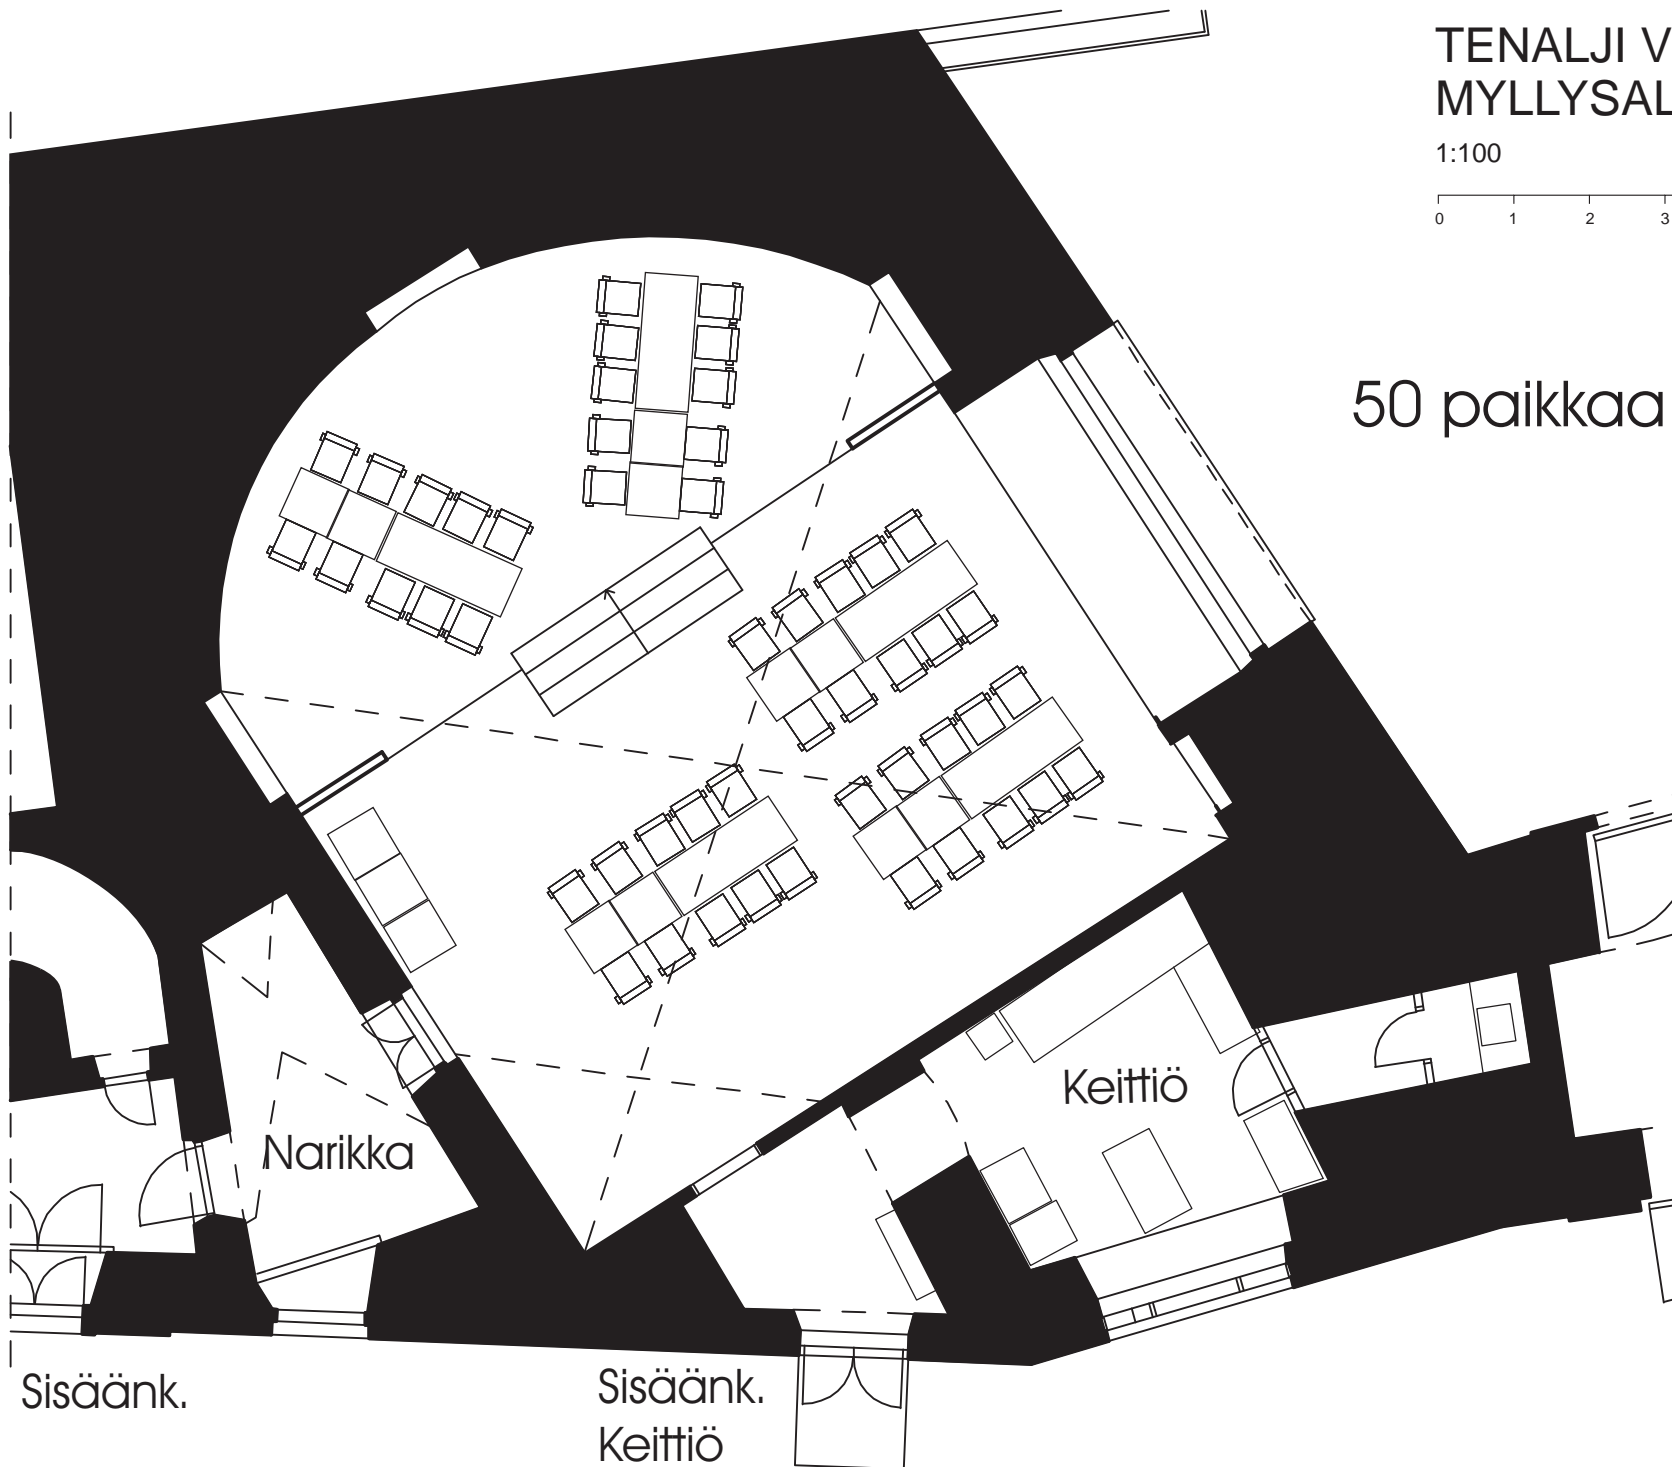 TENALJI V
MYLLYSAL
1:100
0 1 2 3
50 paikkaa
Keittiö
Narikka
Sisäänk.
Sisäänk.
Keittiö